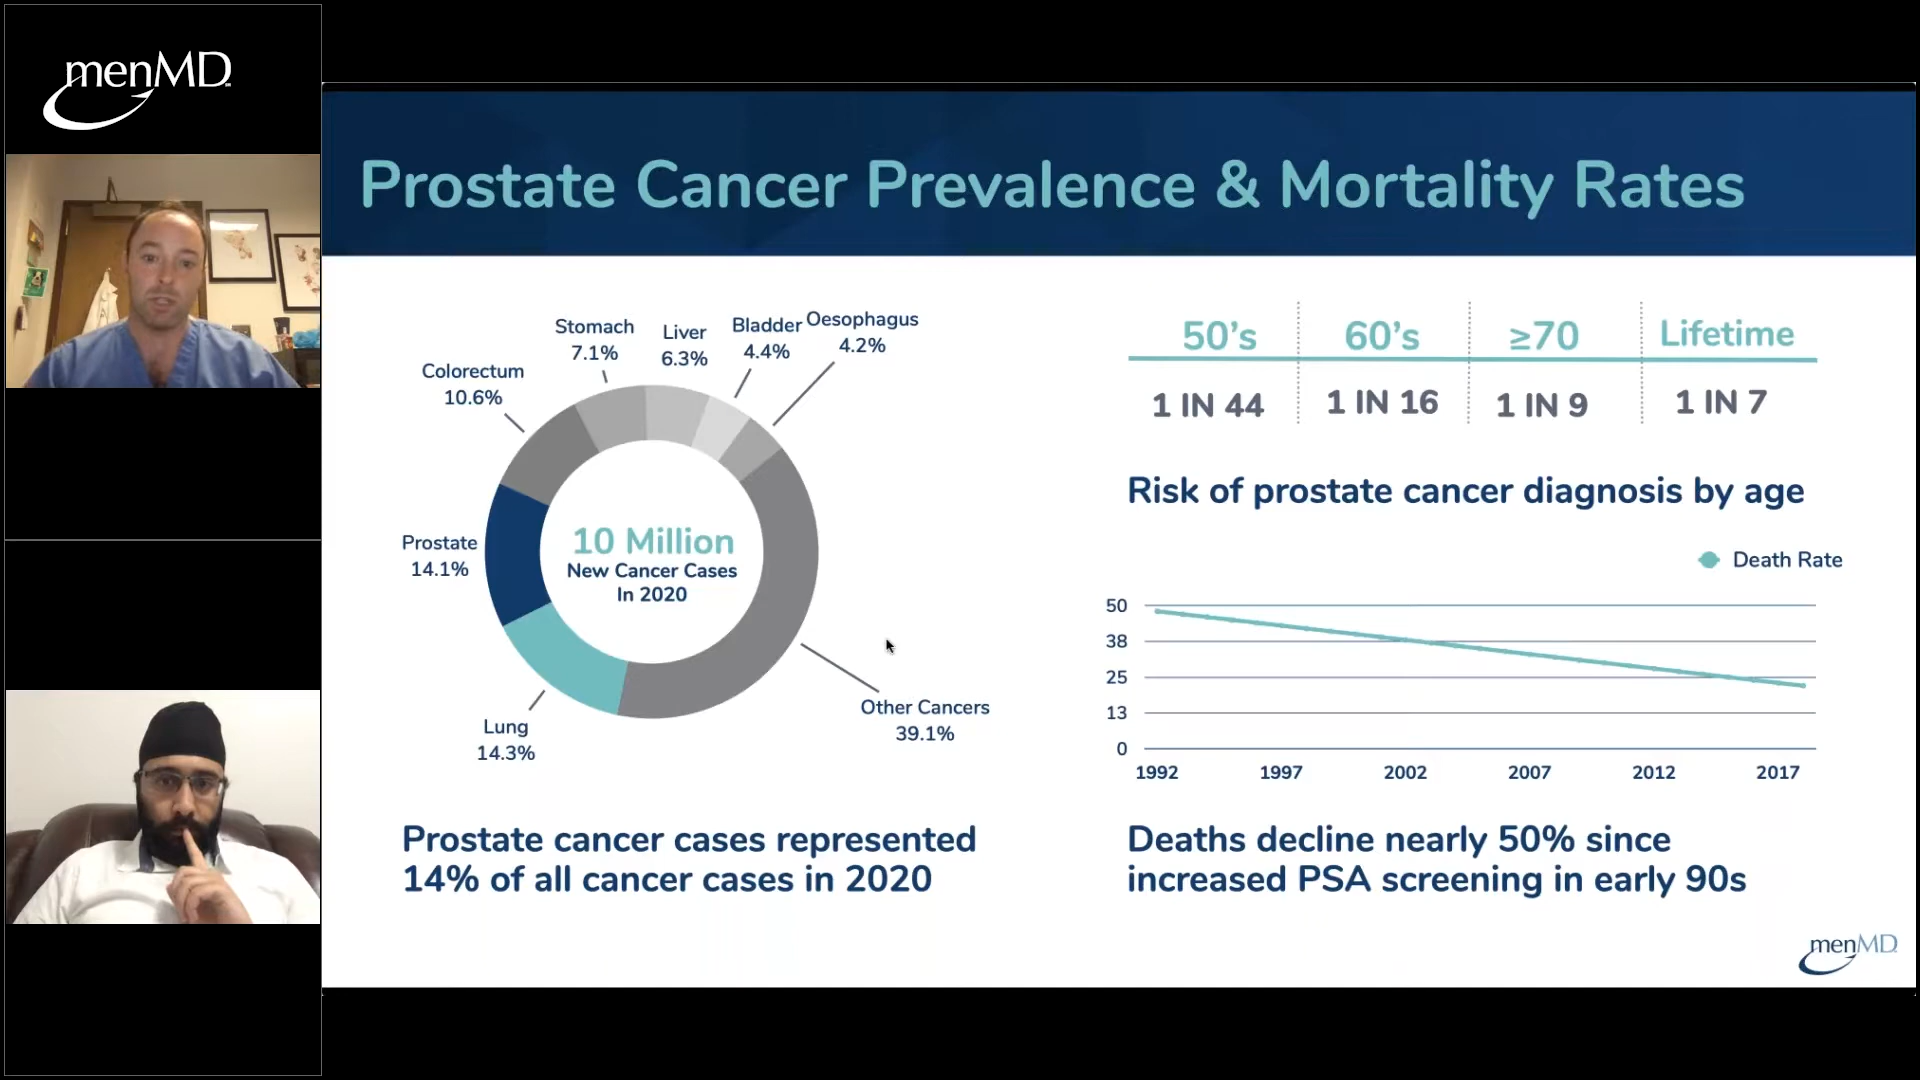 menMD
Prostate Cancer Prevalence & Mortality Rates
Stomach
7.1%
Liver
6.3%
Bladder
4.4%
Oesophagus
4.2%
Colorectum
10.6%
Prostate
14.1%
Lung
14.3%
Other Cancers
39.1%
10 Million
New Cancer Cases
In 2020
Prostate cancer cases represented
14% of all cancer cases in 2020
50’s 60’s ≥70 Lifetime
1 IN 44 1 IN 16 1 IN 9 1 IN 7
Risk of prostate cancer diagnosis by age
Death Rate
50
38
25
13
0
1992 1997 2002 2007 2012 2017
Deaths decline nearly 50% since
increased PSA screening in early 90s
menMD